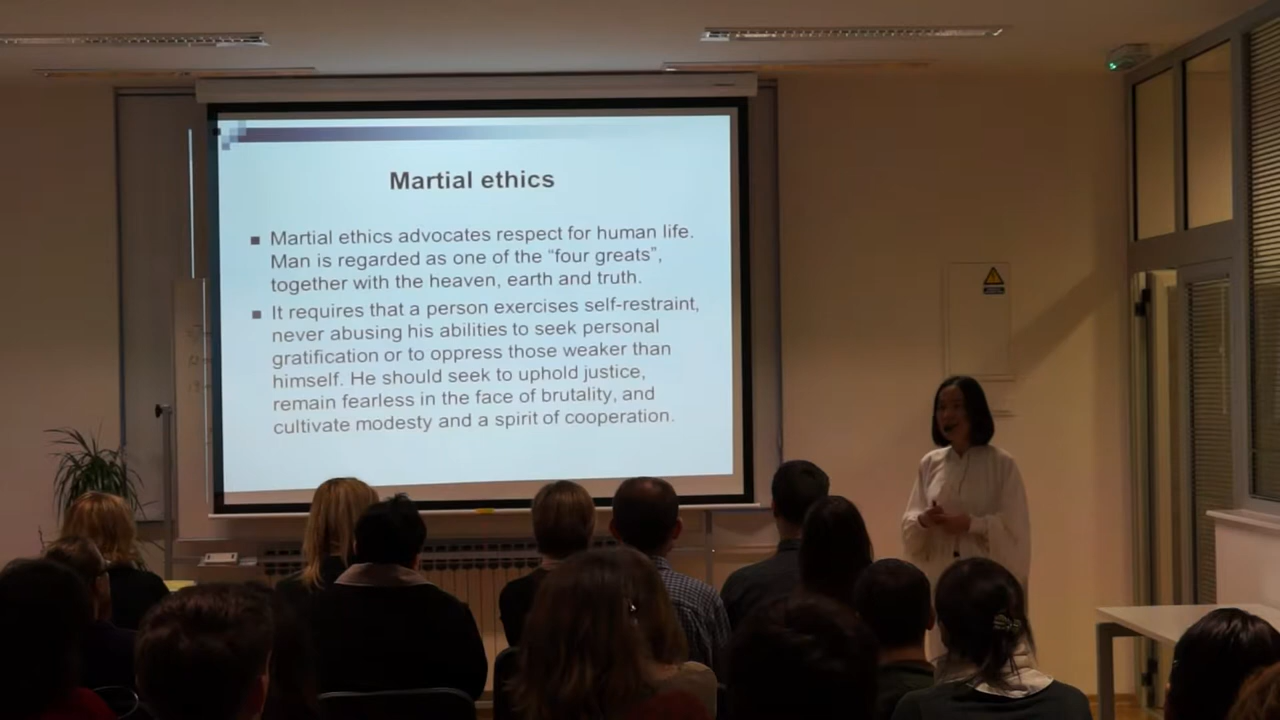 Martial ethics
Martial ethics advocates respect for human life.
Man is regarded as one of the “four greats”,
together with the heaven, earth and truth.
It requires that a person exercises self-restraint,
never abusing his abilities to seek personal
gratification or to oppress those weaker than
himself. He should seek to uphold justice,
remain fearless in the face of brutality, and
cultivate modesty and a spirit of cooperation.